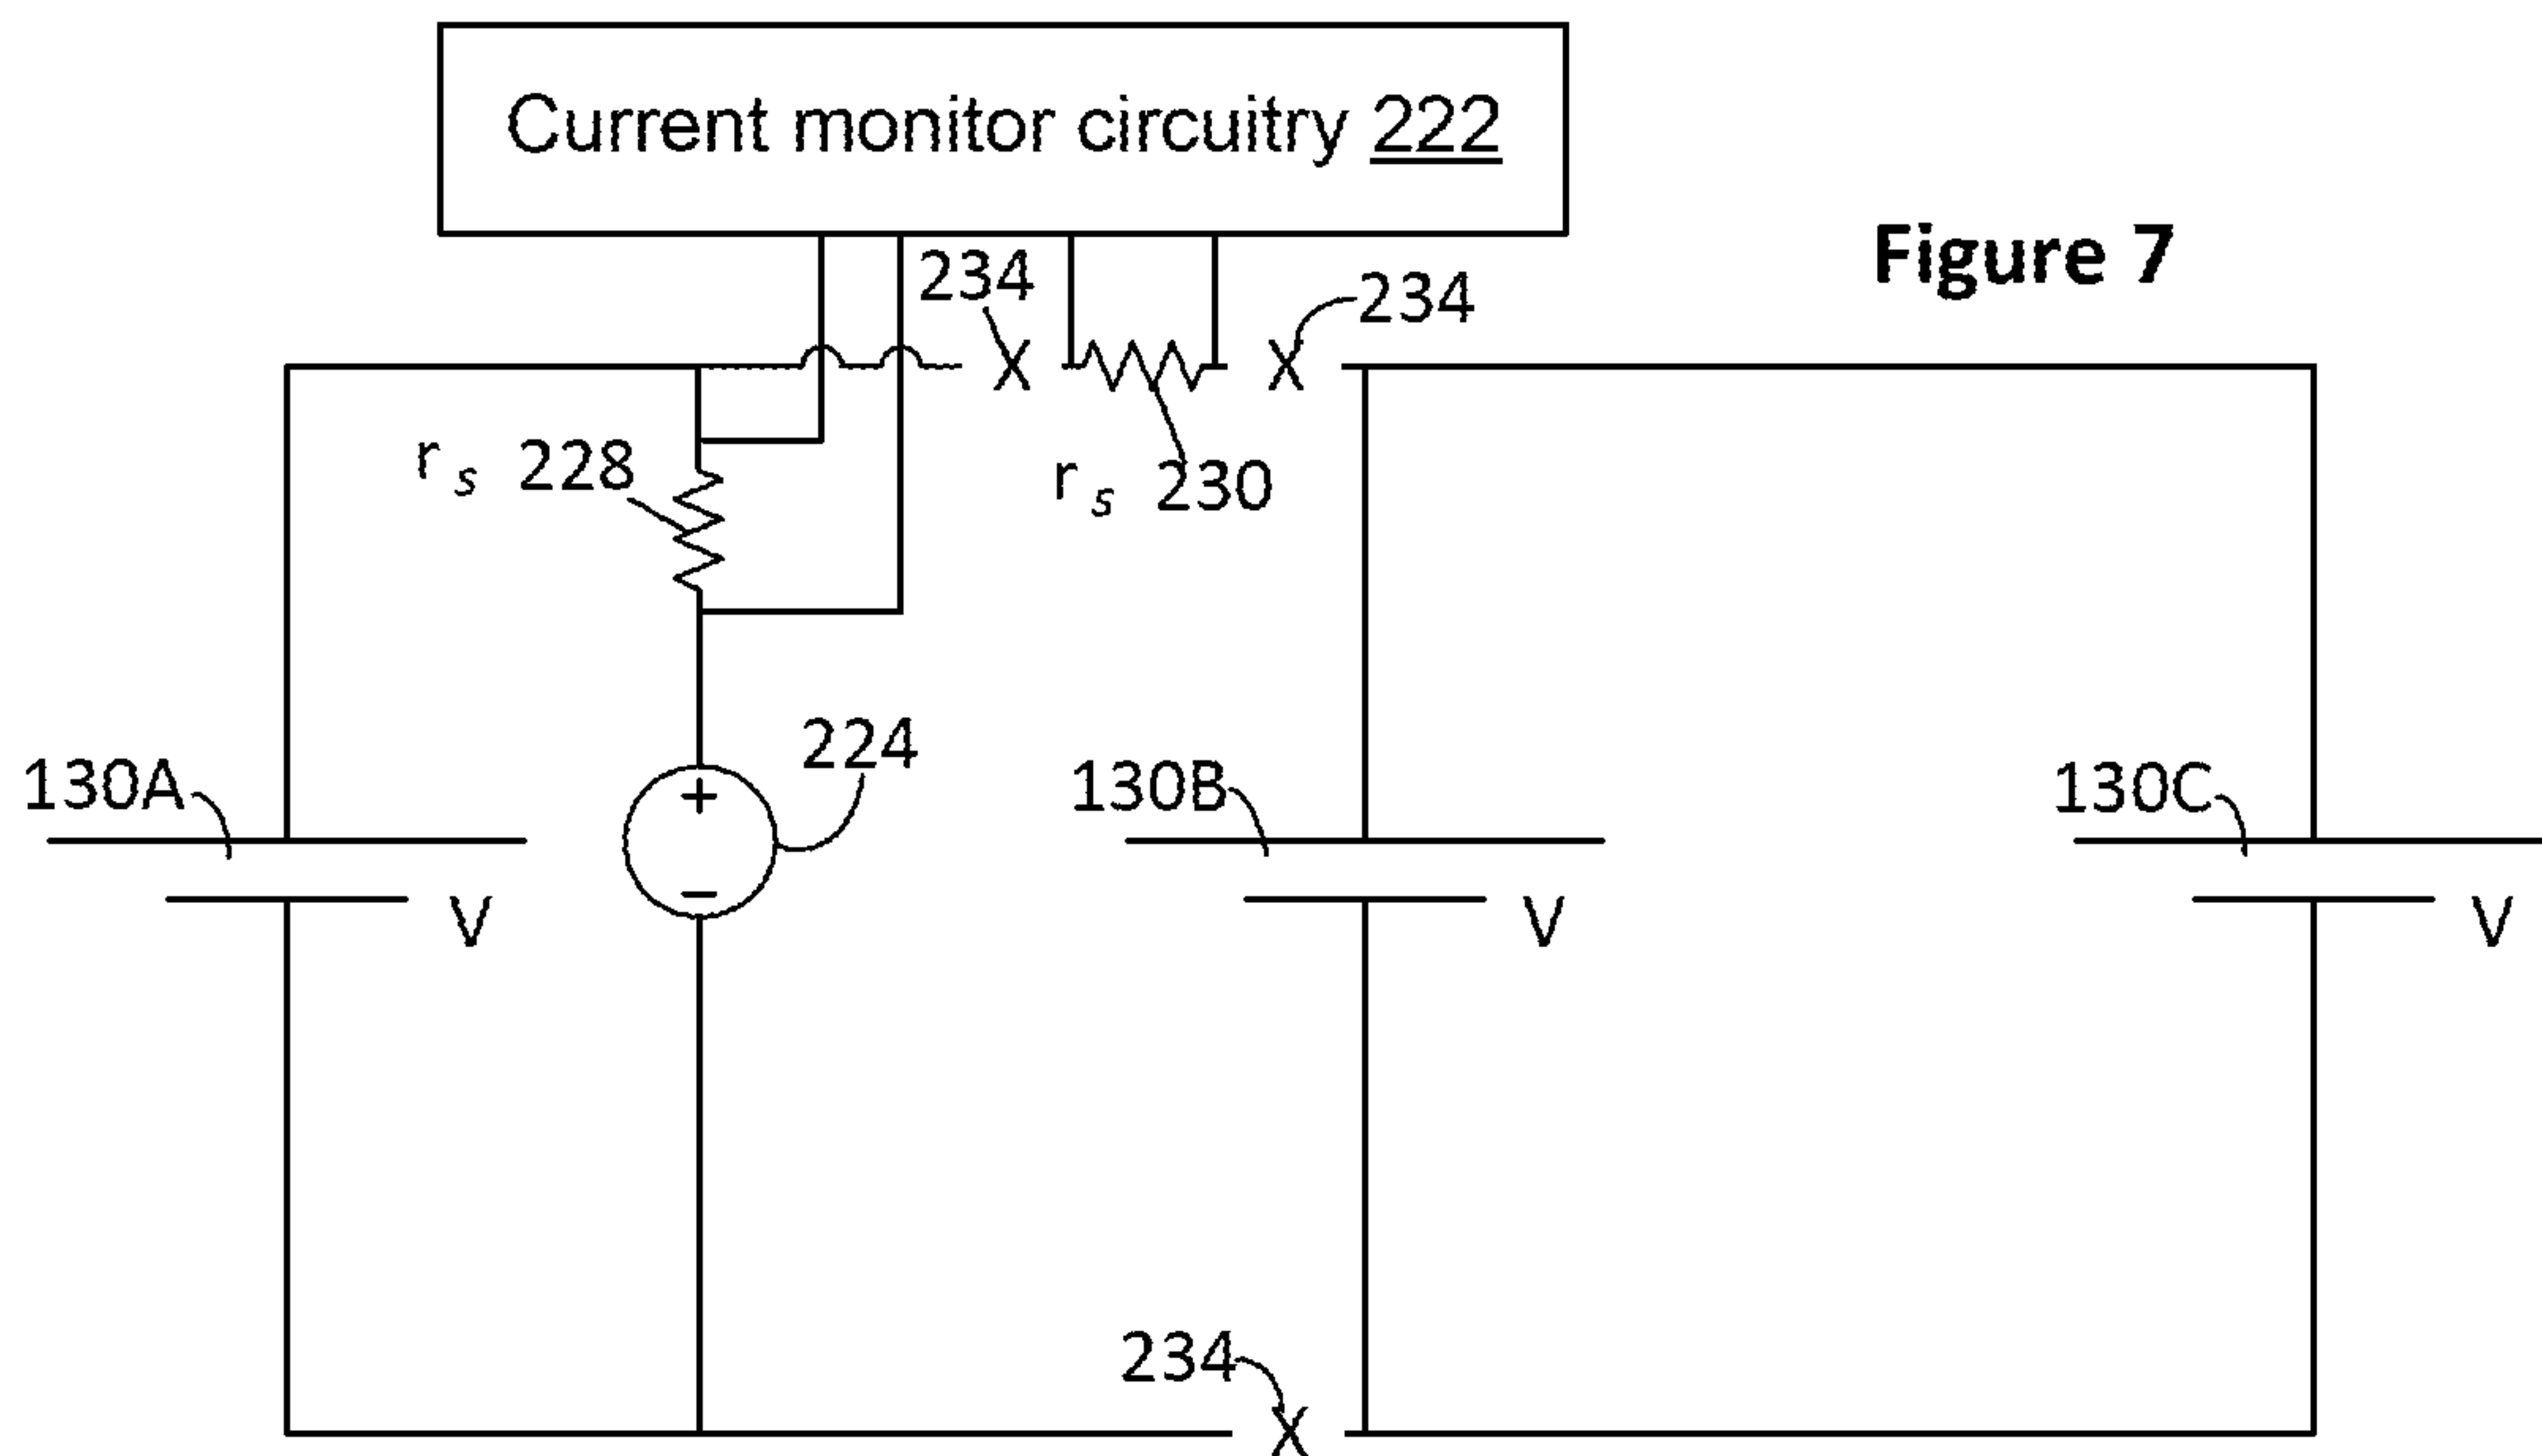 Current monitor circuitry 222
Figure 7
234
234
r s 228
r s 230
224
+
−
130A
130B
130C
V
V
V
234
X
X
X